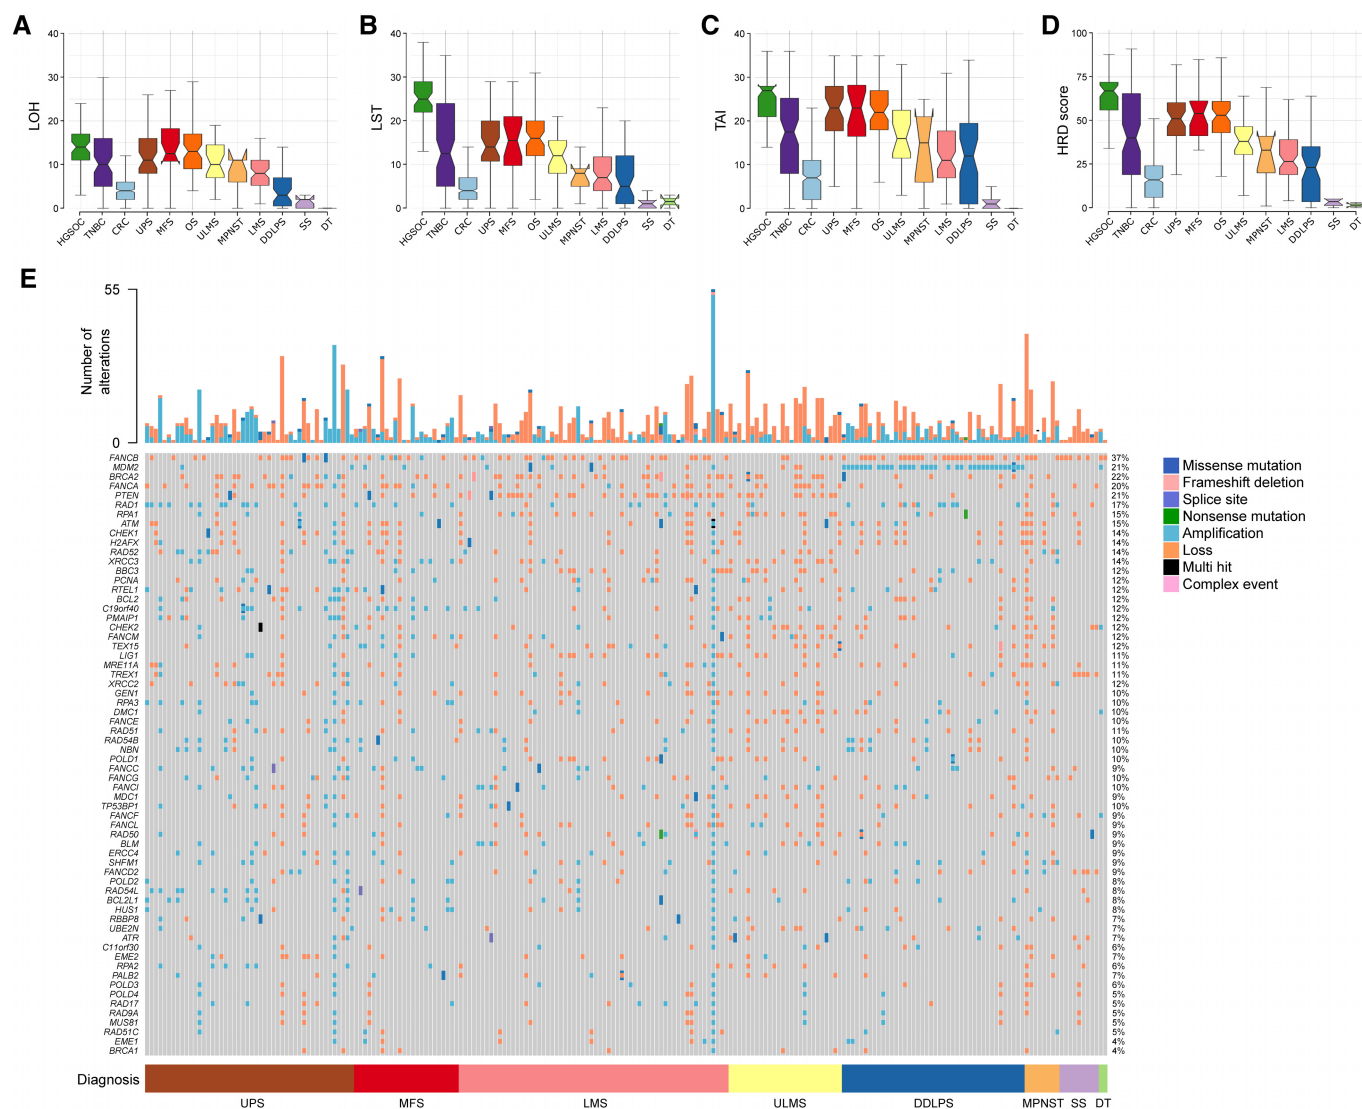 A
LOH
40
30
20
10
0
HGSOC
TNBC
CRC
UPS
MFS
OS
ULMS
MPNST
LMS
DDLPS
SS
DT
B
LST
40
30
20
10
0
HGSOC
TNBC
CRC
UPS
MFS
OS
ULMS
MPNST
LMS
DDLPS
SS
DT
C
TAI
40
30
20
10
0
HGSOC
TNBC
CRC
UPS
MFS
OS
ULMS
MPNST
LMS
DDLPS
SS
DT
D
HRD score
100
75
50
25
0
HGSOC
TNBC
CRC
UPS
MFS
OS
ULMS
MPNST
LMS
DDLPS
SS
DT
E
Number of
alterations
55
0
FANCB 37%
MDM2 21%
BRCA2 22%
FANCA 20%
PTEN 21%
RAD1 17%
RPA1 15%
ATM 15%
CHEK1 14%
H2AFX 14%
RAD52 14%
XRCC3 14%
BBC3 12%
PCNA 12%
RTEL1 12%
BCL2 12%
C19orf40 12%
PMAIP1 12%
CHEK2 12%
FANCM 12%
TEX15 12%
LIG1 11%
MRE11A 11%
TREX1 11%
XRCC2 12%
GEN1 10%
RPA3 10%
DMC1 10%
FANCE 10%
RAD51 11%
RAD54B 10%
NBN 10%
POLD1 10%
FANCC 9%
FANCG 10%
FANCI 10%
MDC1 9%
TP53BP1 10%
FANCF 9%
FANCL 9%
RAD50 9%
BLM 9%
ERCC4 9%
SHFM1 9%
FANCD2 9%
POLD2 8%
RAD54L 8%
BCL2L1 8%
HUS1 8%
RBBP8 7%
UBE2N 7%
ATR 7%
C11orf30 6%
EME2 7%
RPA2 6%
PALB2 7%
POLD3 6%
POLD4 5%
RAD17 5%
RAD9A 5%
MUS81 5%
RAD51C 5%
EME1 4%
BRCA1 4%
Missense mutation
Frameshift deletion
Splice site
Nonsense mutation
Amplification
Loss
Multi hit
Complex event
Diagnosis
UPS
MFS
LMS
ULMS
DDLPS
MPNST
SS
DT